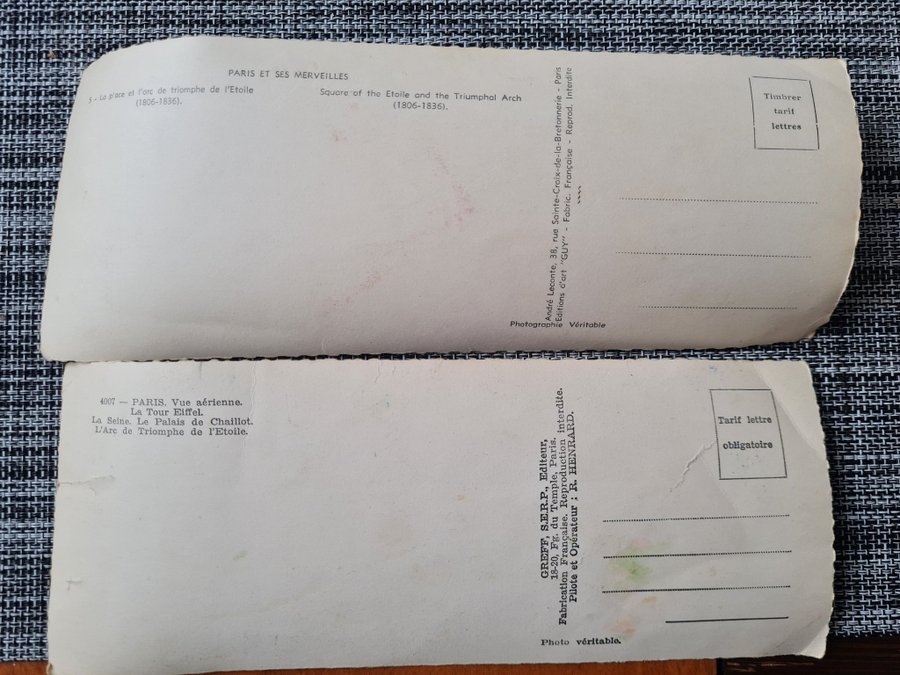 PARIS ET SES MERVEILLES
5 - La place et l'arc de triomphe de l'Etoile
(1806-1836).
Square of the Etoile and the Triumphal Arch
(1806-1836).
André Leconte, 38, rue Sainte-Croix-de-la-Bretonnerie - Paris
Editions d'art "GUY" - Fabric. Française - Reprod. Interdite
Photographie Véritable
Timbrer
tarif
lettres
4007 — PARIS. Vue aérienne.
La Tour Eiffel.
La Seine. Le Palais de Chaillot.
L'Arc de Triomphe de l'Etoile.
GREFF, S.E.R.P., Editeur,
18-20, Fg. du Temple, Paris.
Fabrication Française. Reproduction interdite.
Pilote et Opérateur : R. HENRARD.
Photo véritable.
Tarif lettre
obligatoire